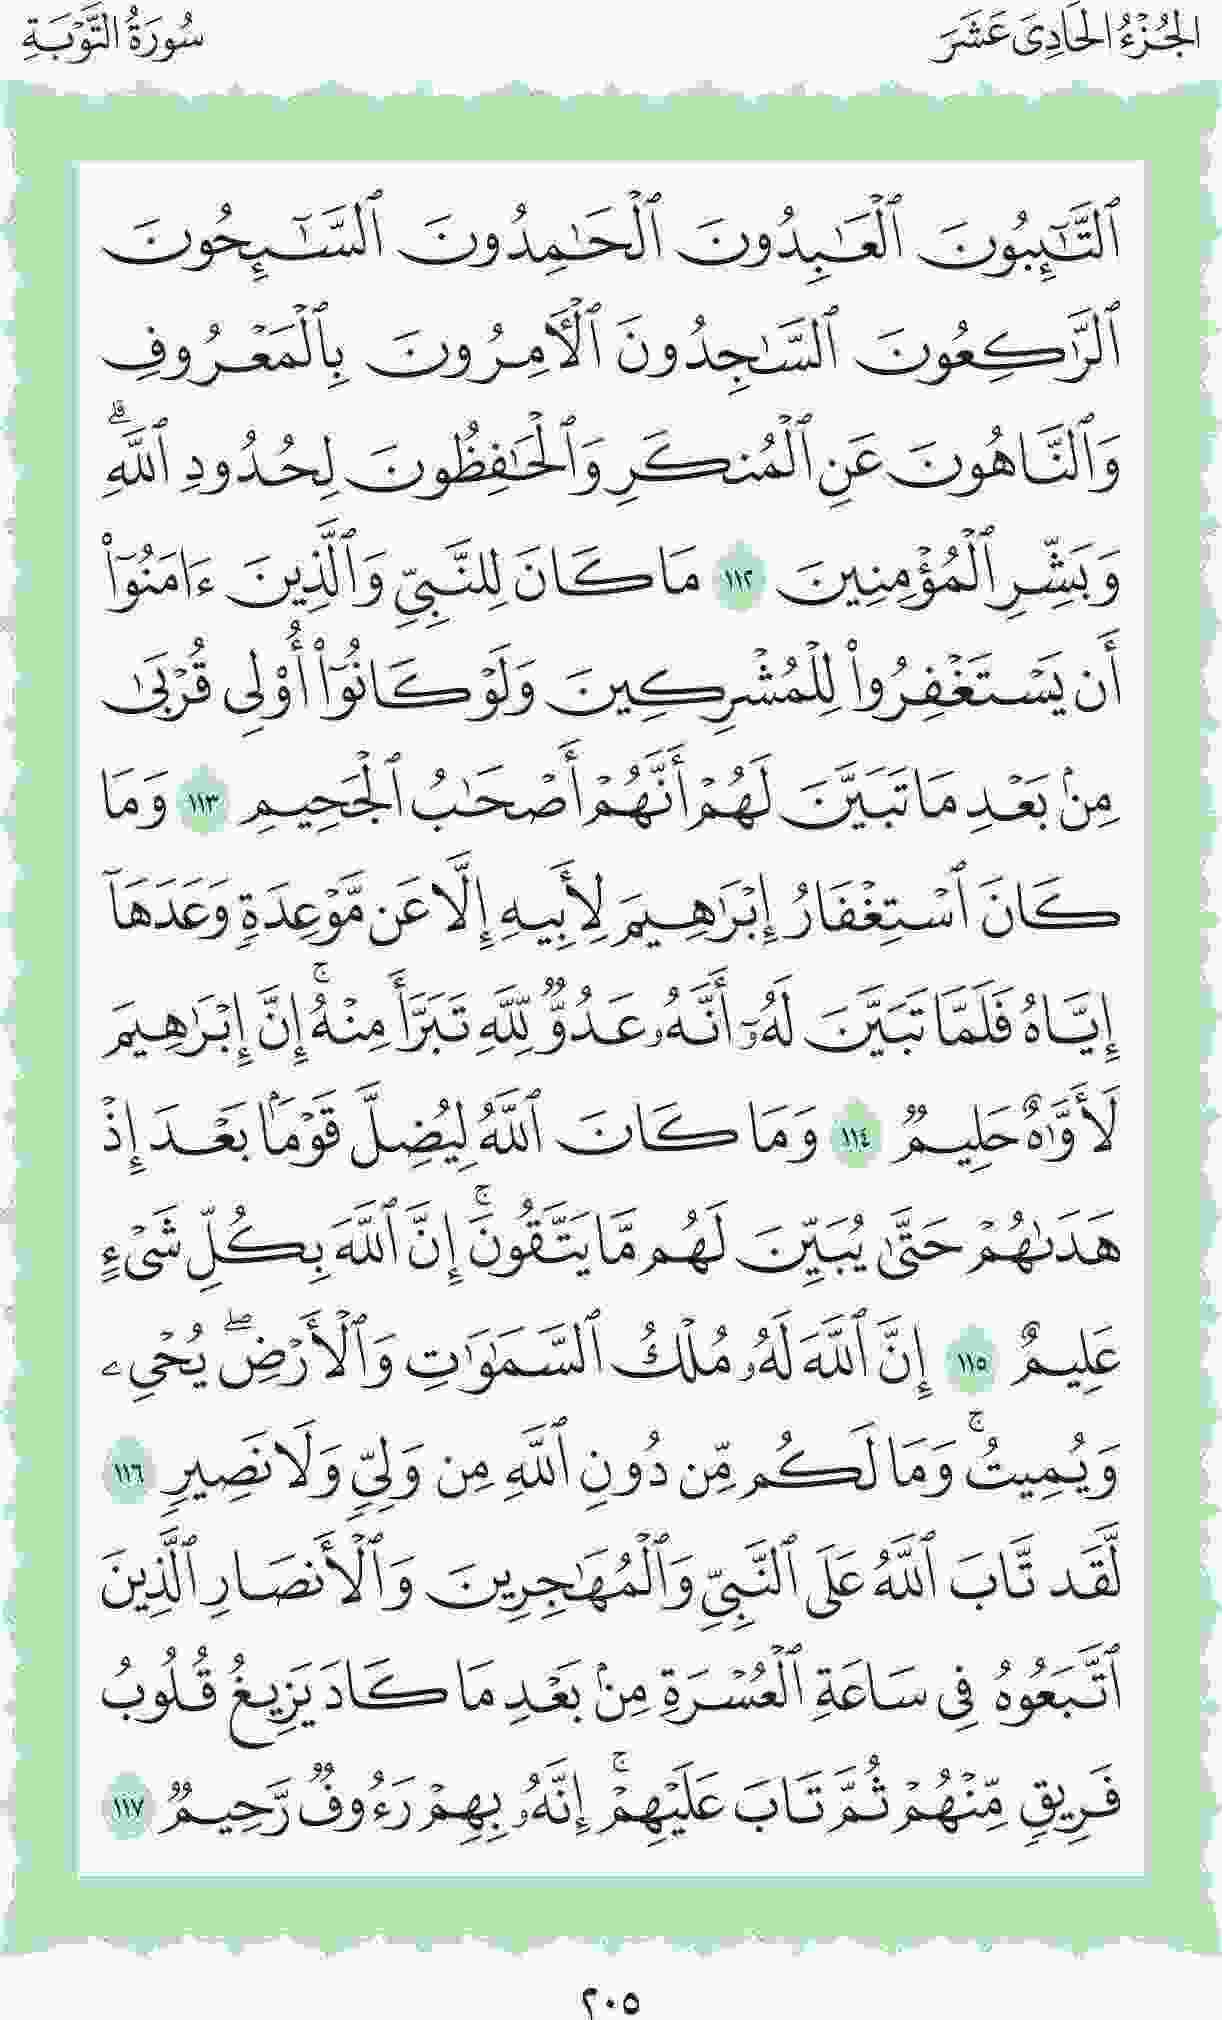 الجُزْءُ الحَادِىَ عَشَرَ
سُورَةُ التَّوْبَةِ
ٱلتَّٰٓئِبُونَ ٱلْعَٰبِدُونَ ٱلْحَٰمِدُونَ ٱلسَّٰٓئِحُونَ
ٱلرَّٰكِعُونَ ٱلسَّٰجِدُونَ ٱلْءَامِرُونَ بِٱلْمَعْرُوفِ
وَٱلنَّاهُونَ عَنِ ٱلْمُنكَرِ وَٱلْحَٰفِظُونَ لِحُدُودِ ٱللَّهِۗ
وَبَشِّرِ ٱلْمُؤْمِنِينَ ١١٢ مَا كَانَ لِلنَّبِىِّ وَٱلَّذِينَ ءَامَنُوٓا۟
أَن يَسْتَغْفِرُوا۟ لِلْمُشْرِكِينَ وَلَوْ كَانُوٓا۟ أُو۟لِى قُرْبَىٰ
مِنۢ بَعْدِ مَا تَبَيَّنَ لَهُمْ أَنَّهُمْ أَصْحَٰبُ ٱلْجَحِيمِ ١١٣ وَمَا
كَانَ ٱسْتِغْفَارُ إِبْرَٰهِيمَ لِأَبِيهِ إِلَّا عَن مَّوْعِدَةٍ وَعَدَهَآ
إِيَّاهُ فَلَمَّا تَبَيَّنَ لَهُۥٓ أَنَّهُۥ عَدُوٌّ لِّلَّهِ تَبَرَّأَ مِنْهُۚ إِنَّ إِبْرَٰهِيمَ
لَأَوَّٰهٌ حَلِيمٌ ١١٤ وَمَا كَانَ ٱللَّهُ لِيُضِلَّ قَوْمًۢا بَعْدَ إِذْ
هَدَىٰهُمْ حَتَّىٰ يُبَيِّنَ لَهُم مَّا يَتَّقُونَۚ إِنَّ ٱللَّهَ بِكُلِّ شَىْءٍ
عَلِيمٌ ١١٥ إِنَّ ٱللَّهَ لَهُۥ مُلْكُ ٱلسَّمَٰوَٰتِ وَٱلْأَرْضِۖ يُحْىِۦ
وَيُمِيتُۚ وَمَا لَكُم مِّن دُونِ ٱللَّهِ مِن وَلِىٍّ وَلَا نَصِيرٍ ١١٦
لَّقَد تَّابَ ٱللَّهُ عَلَى ٱلنَّبِىِّ وَٱلْمُهَٰجِرِينَ وَٱلْأَنصَارِ ٱلَّذِينَ
ٱتَّبَعُوهُ فِى سَاعَةِ ٱلْعُسْرَةِ مِنۢ بَعْدِ مَا كَادَ يَزِيغُ قُلُوبُ
فَرِيقٍ مِّنْهُمْ ثُمَّ تَابَ عَلَيْهِمْۚ إِنَّهُۥ بِهِمْ رَءُوفٌ رَّحِيمٌ ١١٧
٢٠٥